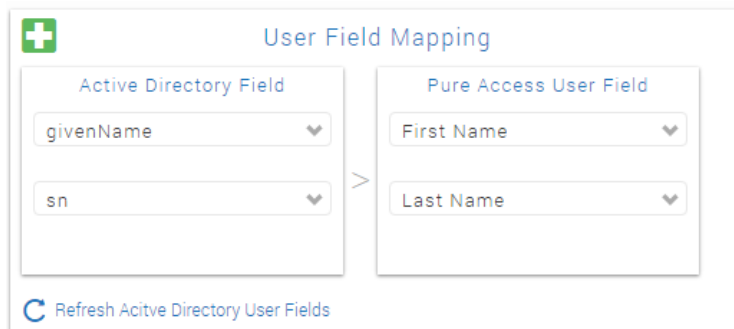 User Field Mapping
Active Directory Field
Pure Access User Field
givenName
First Name
>
sn
Last Name
Refresh Acitve Directory User Fields